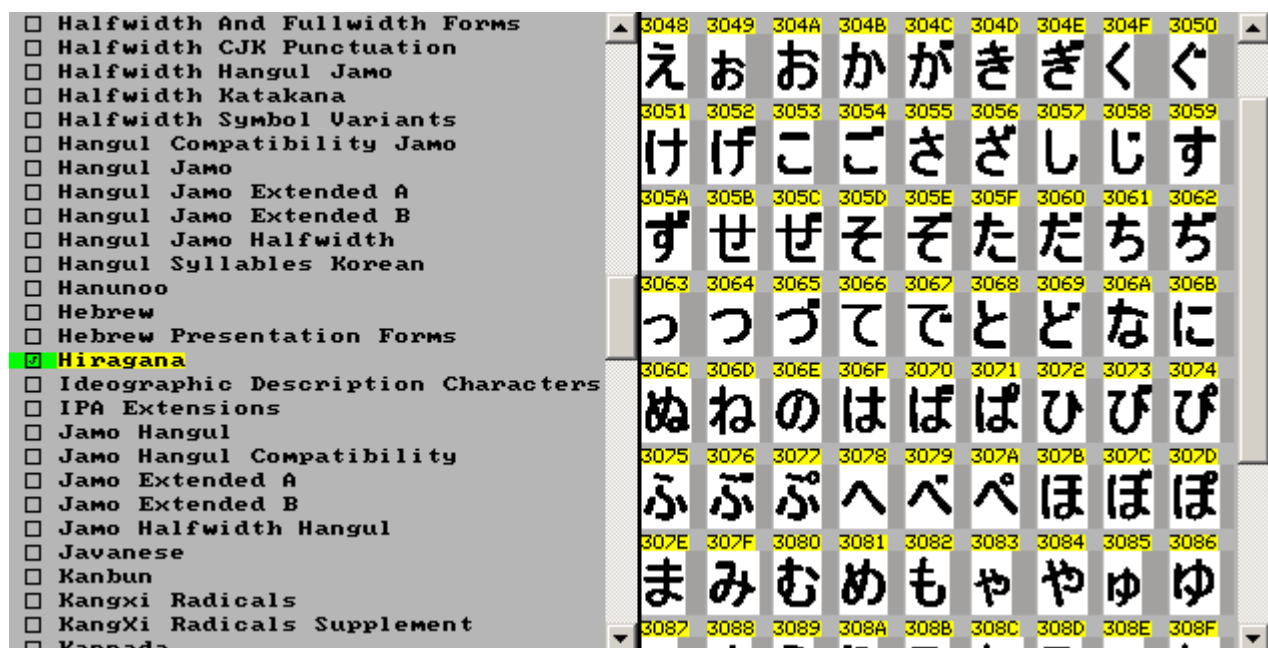 Halfwidth And Fullwidth Forms
Halfwidth CJK Punctuation
Halfwidth Hangul Jamo
Halfwidth Katakana
Halfwidth Symbol Variants
Hangul Compatibility Jamo
Hangul Jamo
Hangul Jamo Extended A
Hangul Jamo Extended B
Hangul Jamo Halfwidth
Hangul Syllables Korean
Hanunoo
Hebrew
Hebrew Presentation Forms
Hiragana
Ideographic Description Characters
IPA Extensions
Jamo Hangul
Jamo Hangul Compatibility
Jamo Extended A
Jamo Extended B
Jamo Halfwidth Hangul
Javanese
Kanbun
Kangxi Radicals
KangXi Radicals Supplement
Kannada
3048 3049 304A 304B 304C 304D 304E 304F 3050
え ぉ お か が き ぎ く ぐ
3051 3052 3053 3054 3055 3056 3057 3058 3059
け げ こ ご さ ざ し じ す
305A 305B 305C 305D 305E 305F 3060 3061 3062
ず せ ぜ そ ぞ た だ ち ぢ
3063 3064 3065 3066 3067 3068 3069 306A 306B
っ つ づ て で と ど な に
306C 306D 306E 306F 3070 3071 3072 3073 3074
ぬ ね の は ば ぱ ひ び ぴ
3075 3076 3077 3078 3079 307A 307B 307C 307D
ふ ぶ ぷ へ べ ぺ ほ ぼ ぽ
307E 307F 3080 3081 3082 3083 3084 3085 3086
ま み む め も ゃ や ゅ ゆ
3087 3088 3089 308A 308B 308C 308D 308E 308F